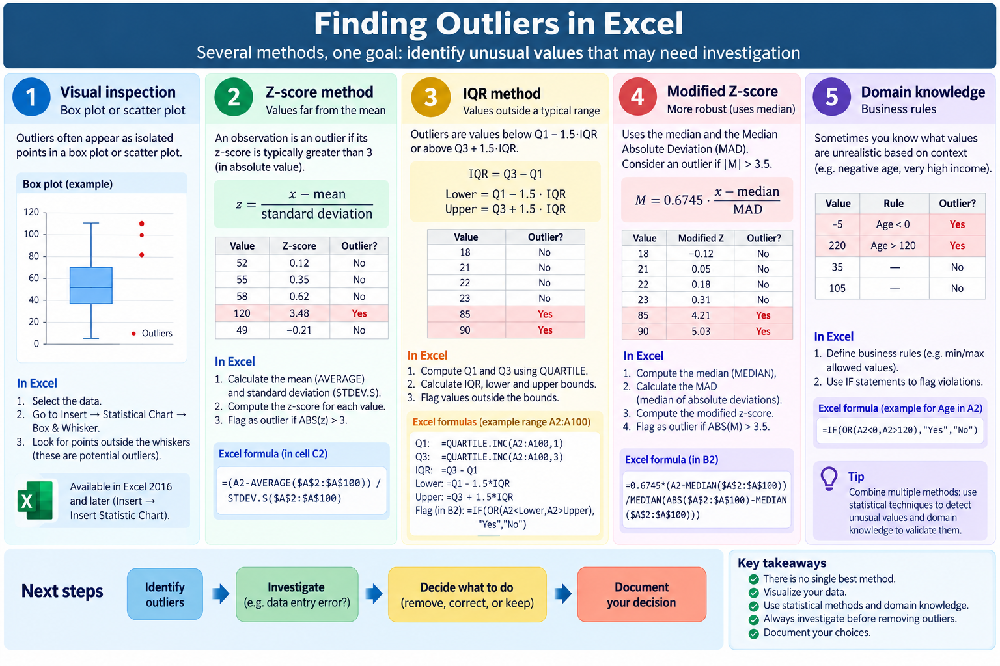 Finding Outliers in Excel
Several methods, one goal: identify unusual values that may need investigation
1
Visual inspection
Box plot or scatter plot
Outliers often appear as isolated
points in a box plot or scatter plot.
Box plot (example)
120
100
80
60
40
20
0
Outliers
In Excel
1. Select the data.
2. Go to Insert → Statistical Chart →
Box & Whisker.
3. Look for points outside the whiskers
(these are potential outliers).
X
Available in Excel 2016
and later (Insert →
Insert Statistic Chart).
2
Z-score method
Values far from the mean
An observation is an outlier if its
z-score is typically greater than 3
(in absolute value).
z = x − mean / standard deviation
Value Z-score Outlier?
52 0.12 No
55 0.35 No
58 0.62 No
120 3.48 Yes
49 −0.21 No
In Excel
1. Calculate the mean (AVERAGE)
and standard deviation (STDEV.S).
2. Compute the z-score for each value.
3. Flag as outlier if ABS(z) > 3.
Excel formula (in cell C2)
=(A2-AVERAGE($A$2:$A$100)) /
STDEV.S($A$2:$A$100)
3
IQR method
Values outside a typical range
Outliers are values below Q1 − 1.5·IQR
or above Q3 + 1.5·IQR.
IQR = Q3 − Q1
Lower = Q1 − 1.5 · IQR
Upper = Q3 + 1.5 · IQR
Value Outlier?
18 No
21 No
22 No
23 No
85 Yes
90 Yes
In Excel
1. Compute Q1 and Q3 using QUARTILE.
2. Calculate IQR, lower and upper bounds.
3. Flag values outside the bounds.
Excel formulas (example range A2:A100)
Q1: =QUARTILE.INC(A2:A100,1)
Q3: =QUARTILE.INC(A2:A100,3)
IQR: =Q3 - Q1
Lower: =Q1 - 1.5*IQR
Upper: =Q3 + 1.5*IQR
Flag (in B2): =IF(OR(A2<Lower,A2>Upper),
"Yes","No")
4
Modified Z-score
More robust (uses median)
Uses the median and the Median
Absolute Deviation (MAD).
Consider an outlier if |M| > 3.5.
M = 0.6745 · x − median / MAD
Value Modified Z Outlier?
18 −0.12 No
21 0.05 No
22 0.18 No
23 0.31 No
85 4.21 Yes
90 5.03 Yes
In Excel
1. Compute the median (MEDIAN),
2. Calculate the MAD
(median of absolute deviations).
3. Compute the modified z-score.
4. Flag as outlier if ABS(M) > 3.5.
Excel formula (in B2)
=0.6745*(A2-MEDIAN($A$2:$A$100))
/MEDIAN(ABS($A$2:$A$100)-MEDIAN
($A$2:$A$100)))
5
Domain knowledge
Business rules
Sometimes you know what values
are unrealistic based on context
(e.g. negative age, very high income).
Value Rule Outlier?
-5 Age < 0 Yes
220 Age > 120 Yes
35 — No
105 — No
In Excel
1. Define business rules (e.g. min/max
allowed values).
2. Use IF statements to flag violations.
Excel formula (example for Age in A2)
=IF(OR(A2<0,A2>120),"Yes","No")
Tip
Combine multiple methods: use
statistical techniques to detect
unusual values and domain
knowledge to validate them.
Next steps
Identify
outliers
Investigate
(e.g. data entry error?)
Decide what to do
(remove, correct, or keep)
Document
your decision
Key takeaways
There is no single best method.
Visualize your data.
Use statistical methods and domain knowledge.
Always investigate before removing outliers.
Document your choices.